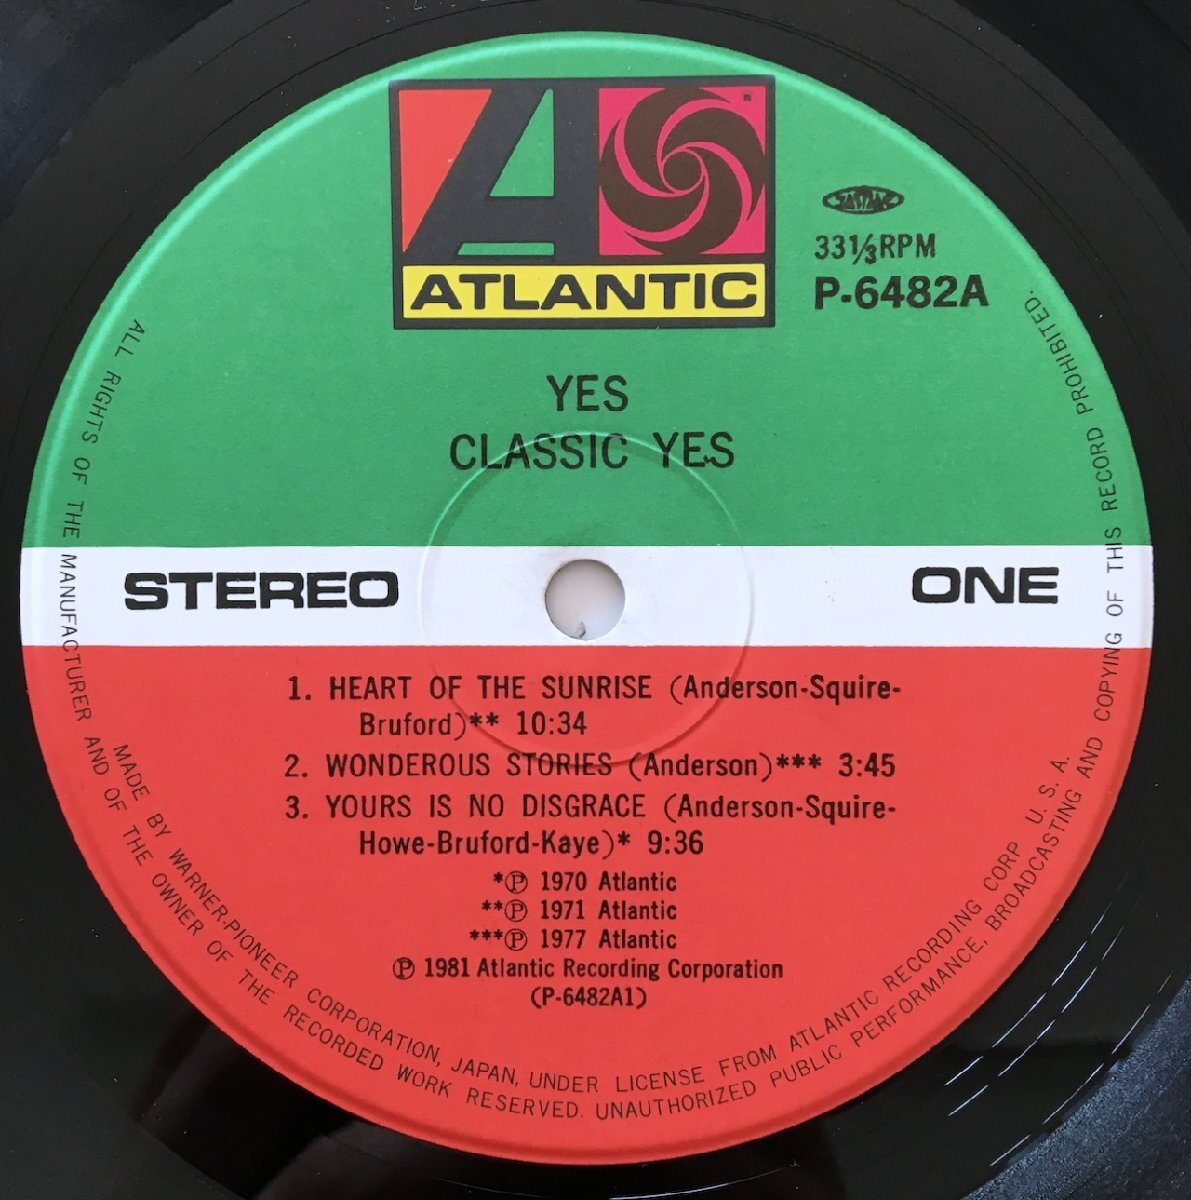 ATLANTIC
33⅓RPM
P-6482A
YES
CLASSIC YES
STEREO
ONE
1. HEART OF THE SUNRISE (Anderson-Squire-
Bruford)** 10:34
2. WONDEROUS STORIES (Anderson)*** 3:45
3. YOURS IS NO DISGRACE (Anderson-Squire-
Howe-Bruford-Kaye)* 9:36
*℗ 1970 Atlantic
**℗ 1971 Atlantic
***℗ 1977 Atlantic
℗ 1981 Atlantic Recording Corporation
(P-6482A1)
MADE BY WARNER-PIONEER CORPORATION, JAPAN, UNDER LICENSE FROM ATLANTIC RECORDING CORP. U. S. A.
ALL RIGHTS OF THE MANUFACTURER AND OF THE OWNER OF THE RECORDED WORK RESERVED. UNAUTHORIZED PUBLIC PERFORMANCE, BROADCASTING AND COPYING OF THIS RECORD PROHIBITED.